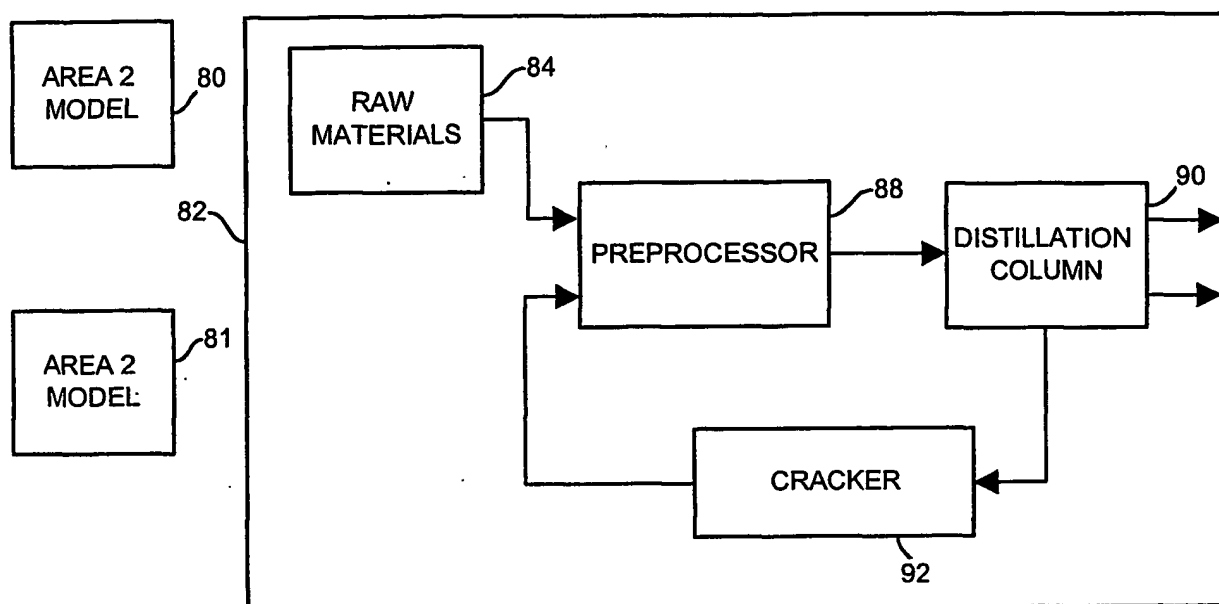 AREA 2
MODEL
80
RAW
MATERIALS
84
82
PREPROCESSOR
88
DISTILLATION
COLUMN
90
AREA 2
MODEL
81
CRACKER
92